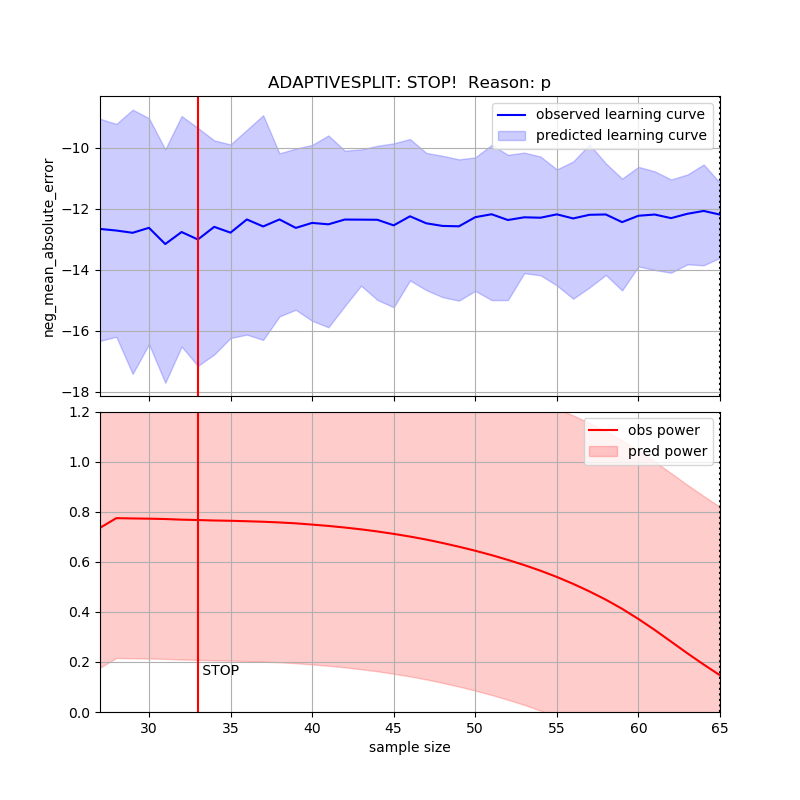 ADAPTIVESPLIT: STOP!  Reason: p
observed learning curve
predicted learning curve
neg_mean_absolute_error
−10
−12
−14
−16
−18
obs power
pred power
1.2
1.0
0.8
0.6
0.4
0.2
0.0
STOP
30 35 40 45 50 55 60 65
sample size